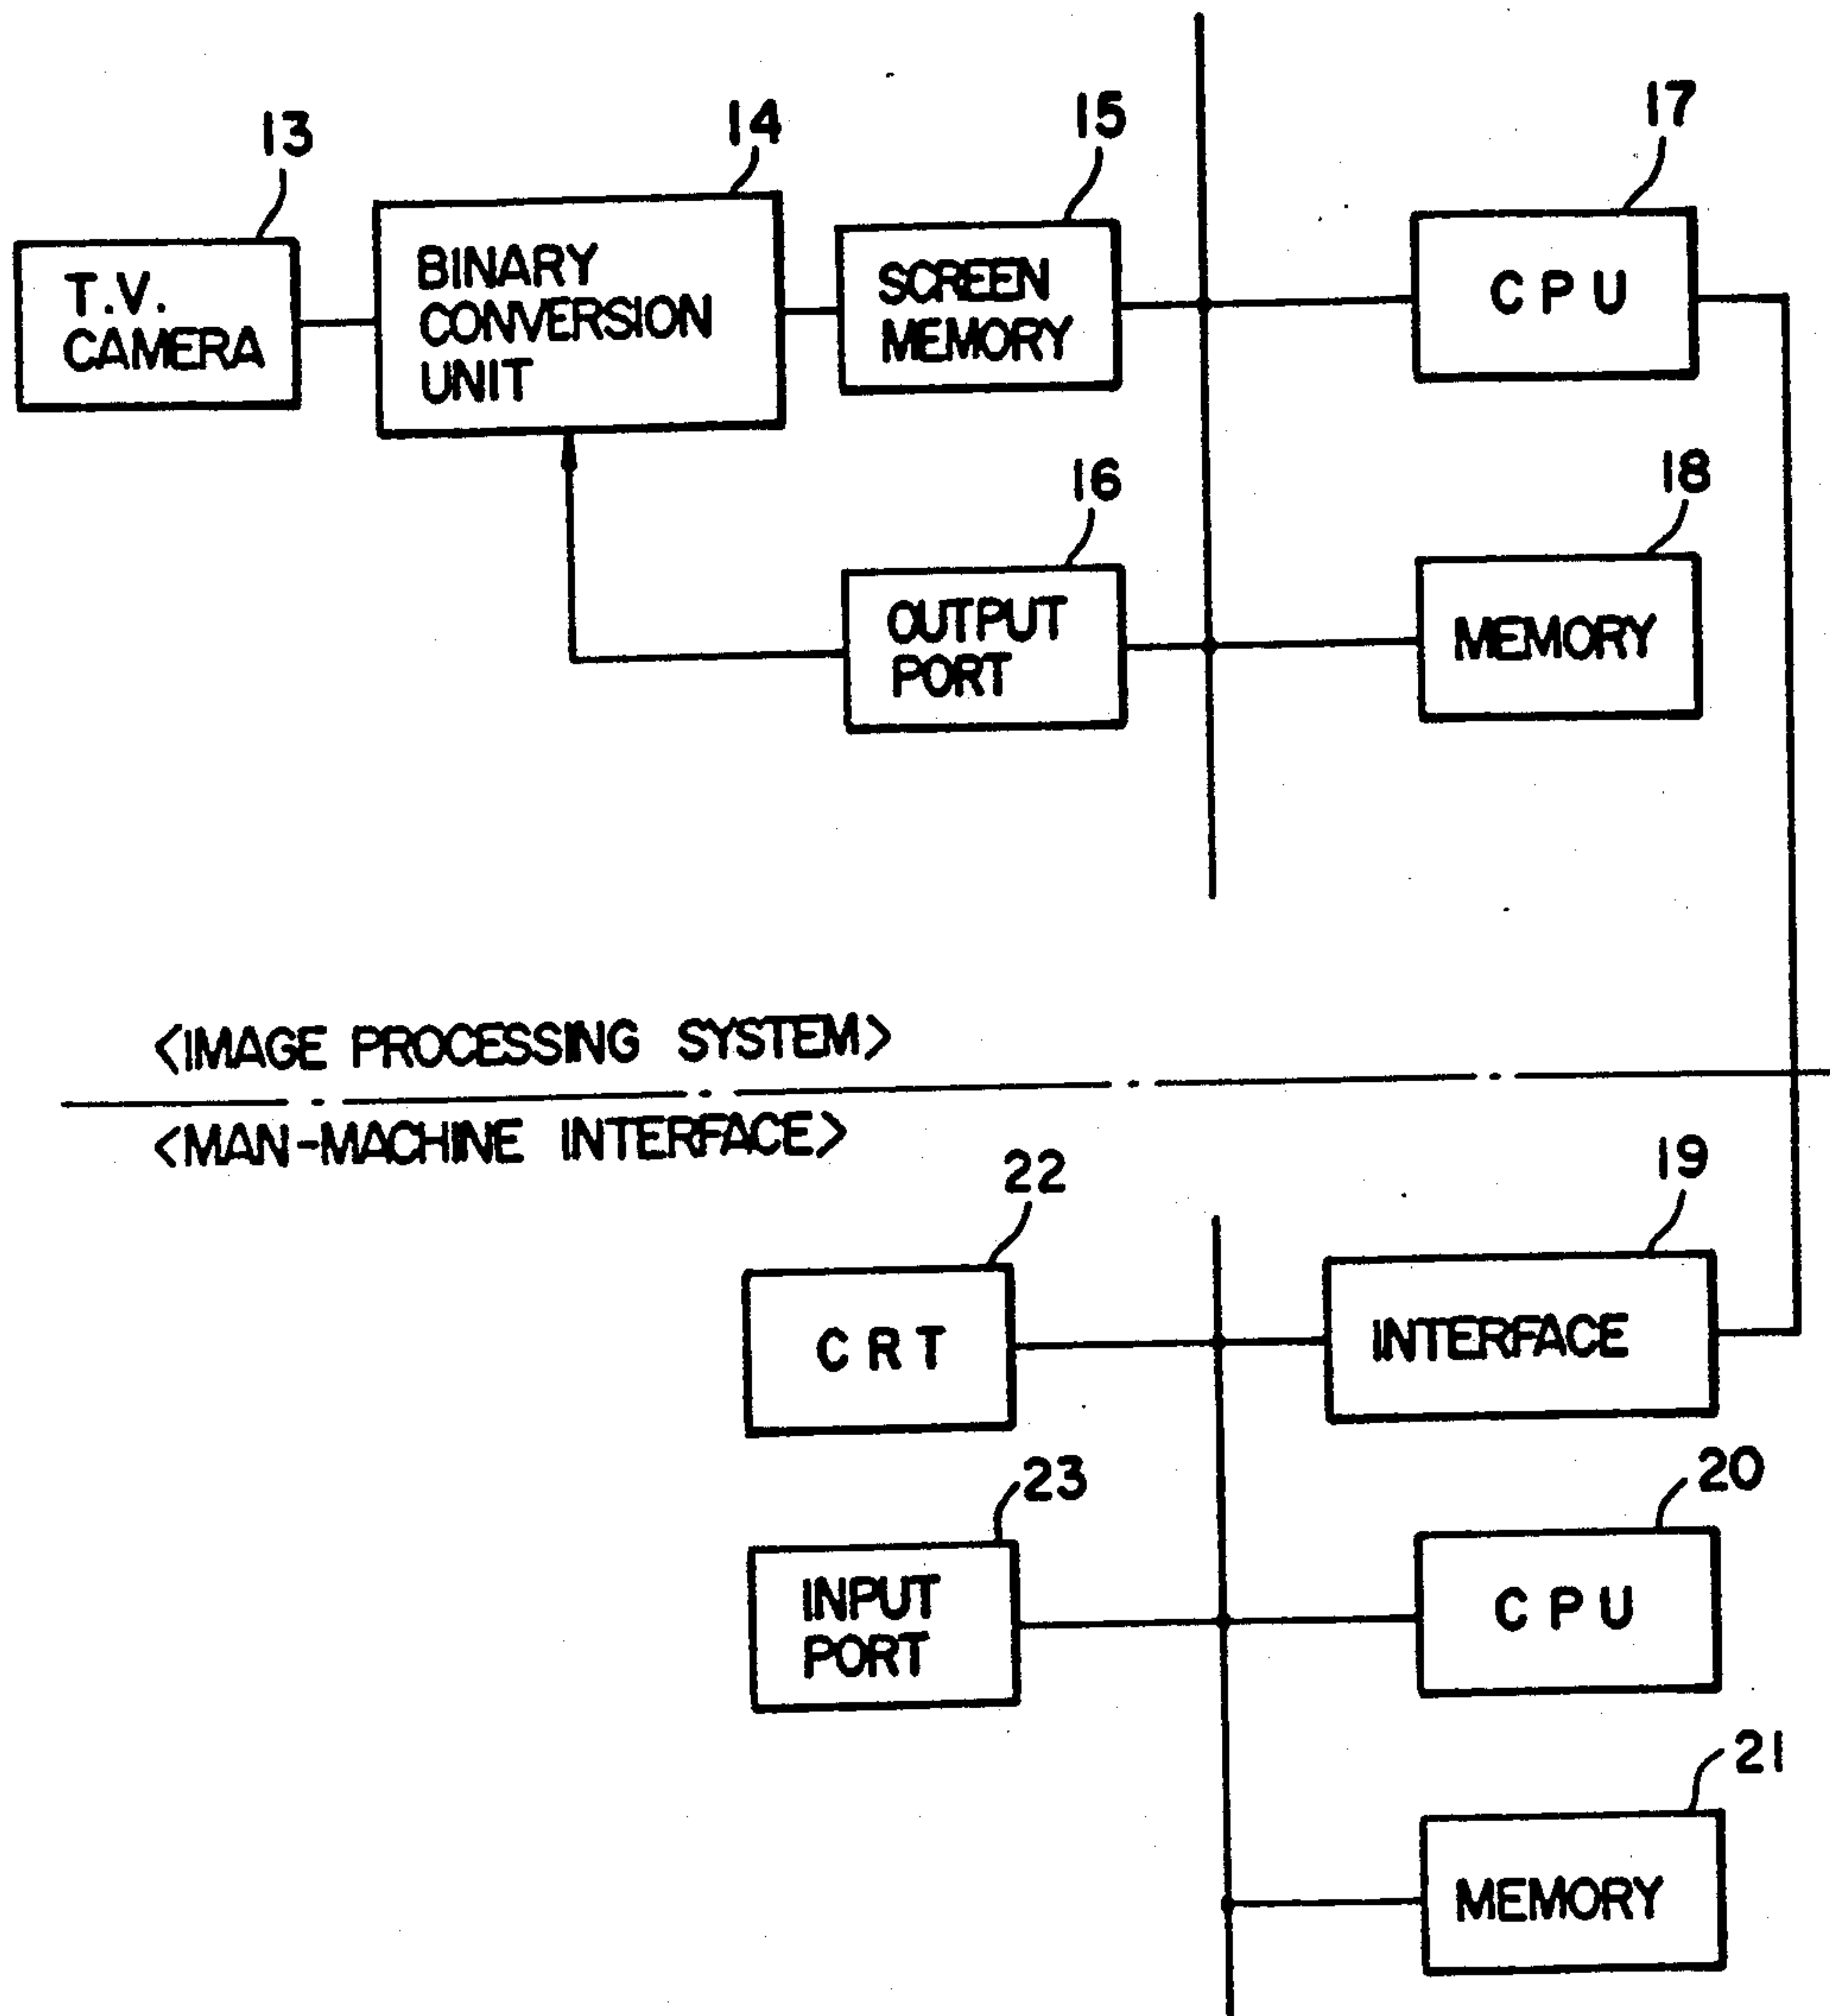 13
14
15
17
T.V.
CAMERA
BINARY
CONVERSION
UNIT
SCREEN
MEMORY
CPU
16
18
OUTPUT
PORT
MEMORY
<IMAGE PROCESSING SYSTEM>
<MAN-MACHINE INTERFACE>
22
19
CRT
INTERFACE
23
20
INPUT
PORT
CPU
21
MEMORY